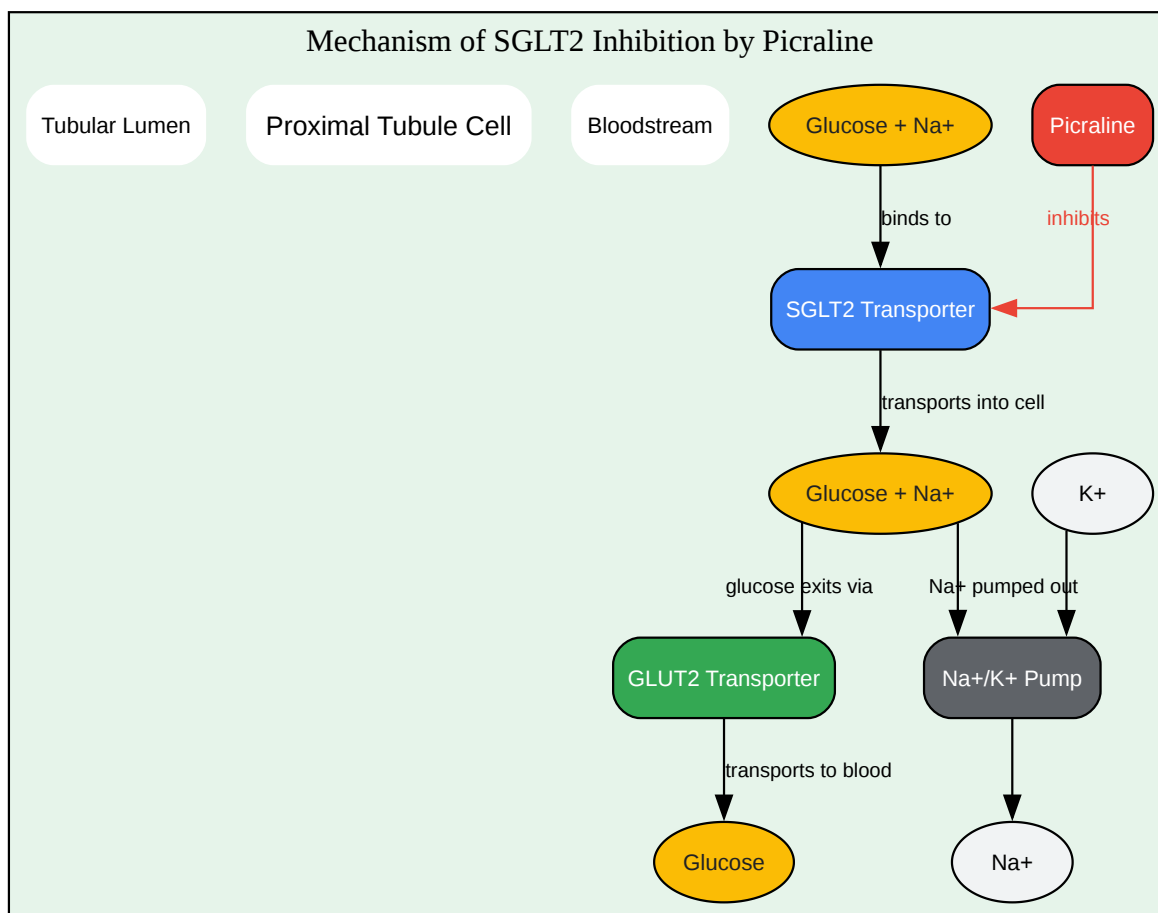 Mechanism of SGLT2 Inhibition by Picraline
Tubular Lumen
Proximal Tubule Cell
Bloodstream
Glucose + Na+
Picraline
binds to
inhibits
SGLT2 Transporter
transports into cell
Glucose + Na+
K+
glucose exits via
Na+ pumped out
GLUT2 Transporter
Na+/K+ Pump
transports to blood
Glucose
Na+